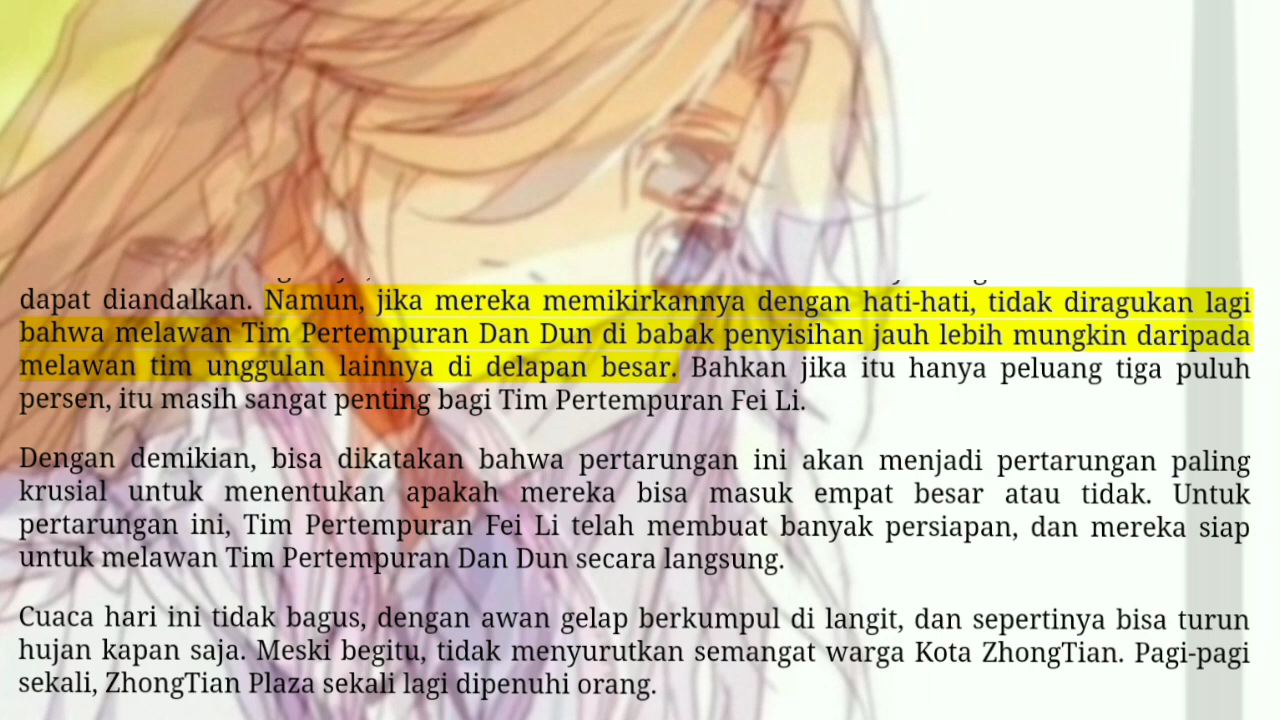 dapat diandalkan. Namun, jika mereka memikirkannya dengan hati-hati, tidak diragukan lagi
bahwa melawan Tim Pertempuran Dan Dun di babak penyisihan jauh lebih mungkin daripada
melawan tim unggulan lainnya di delapan besar. Bahkan jika itu hanya peluang tiga puluh
persen, itu masih sangat penting bagi Tim Pertempuran Fei Li.
Dengan demikian, bisa dikatakan bahwa pertarungan ini akan menjadi pertarungan paling
krusial untuk menentukan apakah mereka bisa masuk empat besar atau tidak. Untuk
pertarungan ini, Tim Pertempuran Fei Li telah membuat banyak persiapan, dan mereka siap
untuk melawan Tim Pertempuran Dan Dun secara langsung.
Cuaca hari ini tidak bagus, dengan awan gelap berkumpul di langit, dan sepertinya bisa turun
hujan kapan saja. Meski begitu, tidak menyurutkan semangat warga Kota ZhongTian. Pagi-pagi
sekali, ZhongTian Plaza sekali lagi dipenuhi orang.